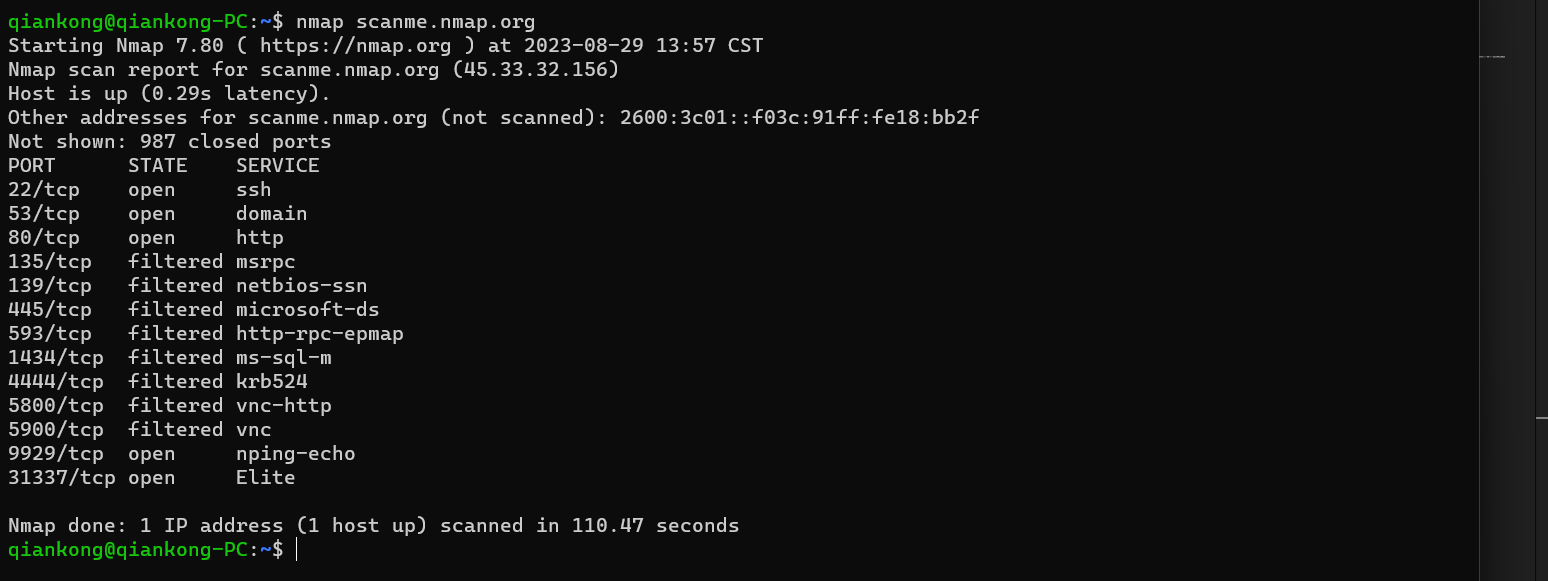 qiankong@qiankong-PC:~$ nmap scanme.nmap.org
Starting Nmap 7.80 ( https://nmap.org ) at 2023-08-29 13:57 CST
Nmap scan report for scanme.nmap.org (45.33.32.156)
Host is up (0.29s latency).
Other addresses for scanme.nmap.org (not scanned): 2600:3c01::f03c:91ff:fe18:bb2f
Not shown: 987 closed ports
PORT      STATE    SERVICE
22/tcp    open     ssh
53/tcp    open     domain
80/tcp    open     http
135/tcp   filtered msrpc
139/tcp   filtered netbios-ssn
445/tcp   filtered microsoft-ds
593/tcp   filtered http-rpc-epmap
1434/tcp  filtered ms-sql-m
4444/tcp  filtered krb524
5800/tcp  filtered vnc-http
5900/tcp  filtered vnc
9929/tcp  open     nping-echo
31337/tcp open     Elite

Nmap done: 1 IP address (1 host up) scanned in 110.47 seconds
qiankong@qiankong-PC:~$